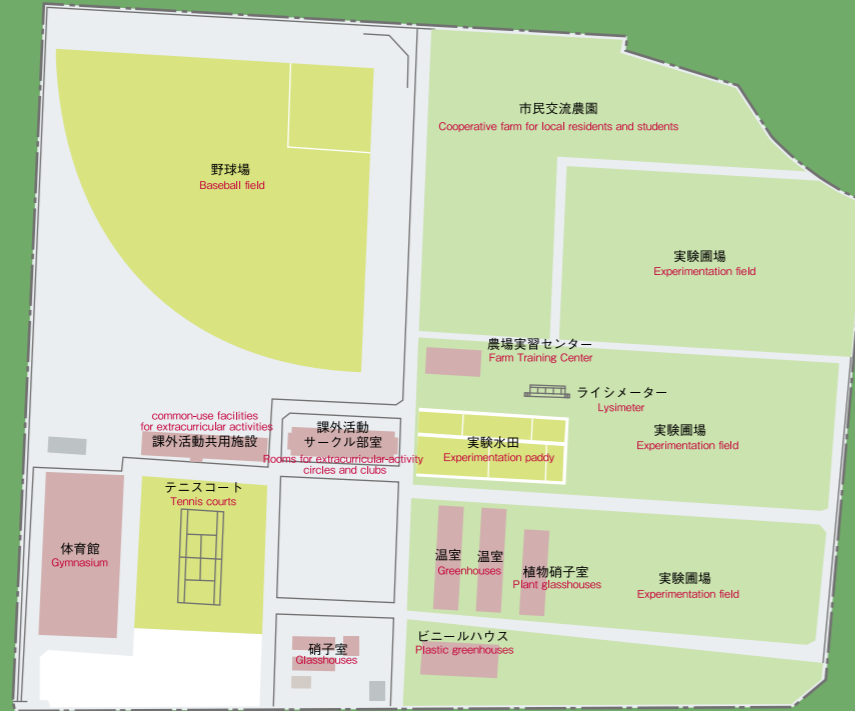 市民交流農園
Cooperative farm for local residents and students
野球場
Baseball field
実験圃場
Experimentation field
農場実習センター
Farm Training Center
ライシメーター
Lysimeter
common-use facilities
for extracurricular activities
課外活動共用施設
課外活動
サークル部室
Rooms for extracurricular-activity
circles and clubs
実験水田
Experimentation paddy
実験圃場
Experimentation field
テニスコート
Tennis courts
体育館
Gymnasium
温室
Greenhouses
温室
植物硝子室
Plant glasshouses
実験圃場
Experimentation field
硝子室
Glasshouses
ビニールハウス
Plastic greenhouses